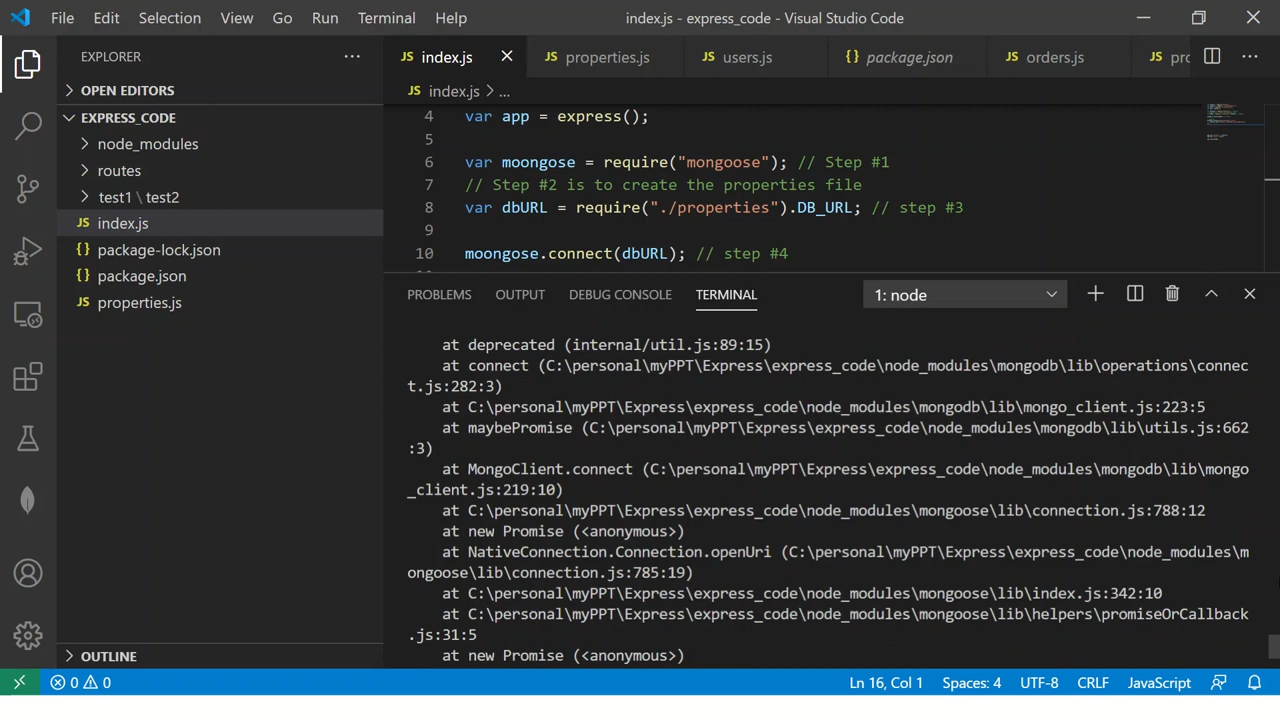 File Edit Selection View Go Run Terminal Help index.js - express_code - Visual Studio Code
EXPLORER
OPEN EDITORS
EXPRESS_CODE
node_modules
routes
test1 \ test2
JS index.js
{} package-lock.json
{} package.json
JS properties.js
OUTLINE
JS index.js JS properties.js JS users.js {} package.json JS orders.js JS pro
JS index.js > ...
4 var app = express();
5
6 var moongose = require("mongoose"); // Step #1
7 // Step #2 is to create the properties file
8 var dbURL = require("./properties").DB_URL; // step #3
9
10 moongose.connect(dbURL); // step #4
PROBLEMS OUTPUT DEBUG CONSOLE TERMINAL 1: node
at deprecated (internal/util.js:89:15)
at connect (C:\personal\myPPT\Express\express_code\node_modules\mongodb\lib\operations\connec
t.js:282:3)
at C:\personal\myPPT\Express\express_code\node_modules\mongodb\lib\mongo_client.js:223:5
at maybePromise (C:\personal\myPPT\Express\express_code\node_modules\mongodb\lib\utils.js:662
:3)
at MongoClient.connect (C:\personal\myPPT\Express\express_code\node_modules\mongodb\lib\mongo
_client.js:219:10)
at C:\personal\myPPT\Express\express_code\node_modules\mongoose\lib\connection.js:788:12
at new Promise (<anonymous>)
at NativeConnection.Connection.openUri (C:\personal\myPPT\Express\express_code\node_modules\m
ongoose\lib\connection.js:785:19)
at C:\personal\myPPT\Express\express_code\node_modules\mongoose\lib\index.js:342:10
at C:\personal\myPPT\Express\express_code\node_modules\mongoose\lib\helpers\promiseOrCallback
.js:31:5
at new Promise (<anonymous>)
0 0 Ln 16, Col 1 Spaces: 4 UTF-8 CRLF JavaScript